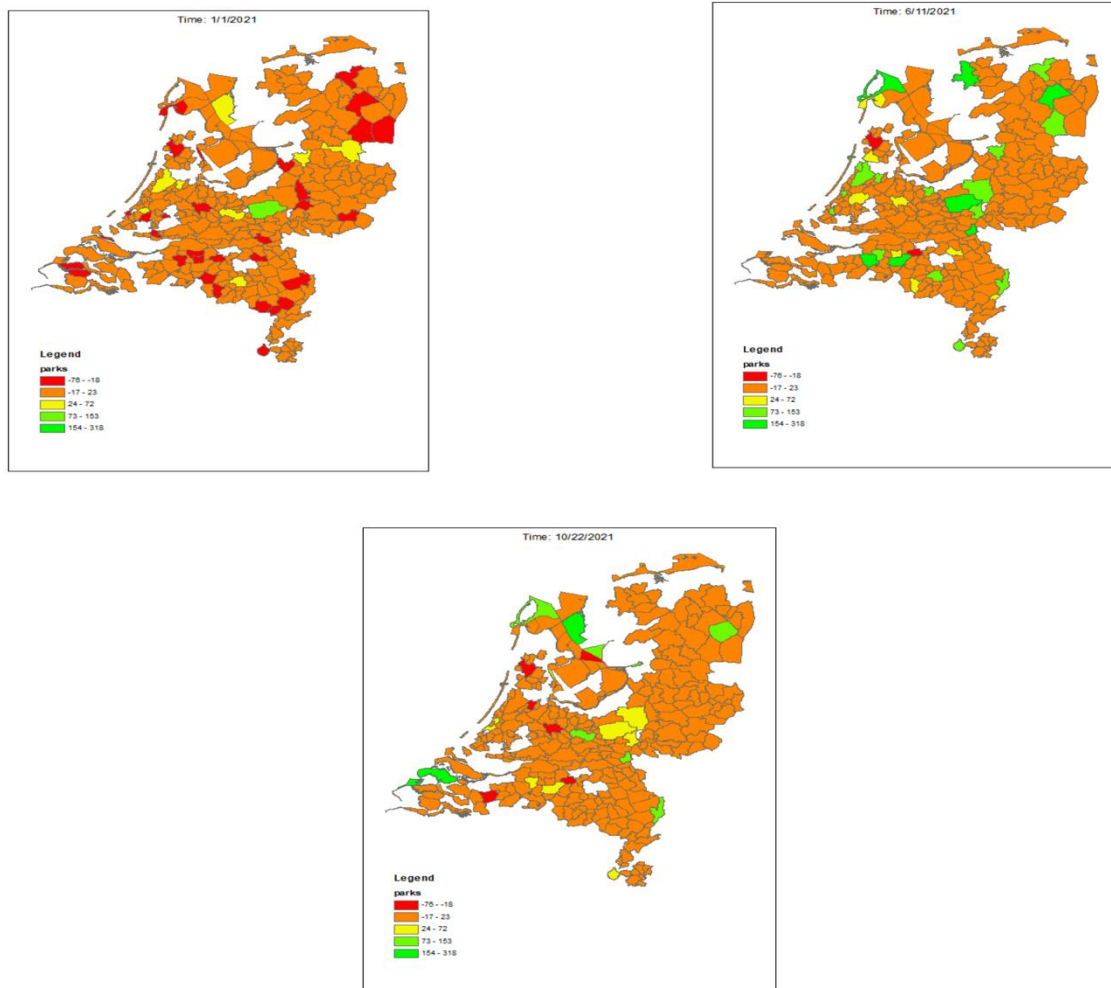 Time: 1/1/2021
Legend
parks
-76 - -18
-17 - 23
24 - 72
73 - 153
154 - 318
Time: 6/11/2021
Legend
parks
-76 - -18
-17 - 23
24 - 72
73 - 153
154 - 318
Time: 10/22/2021
Legend
parks
-76 - -18
-17 - 23
24 - 72
73 - 153
154 - 318